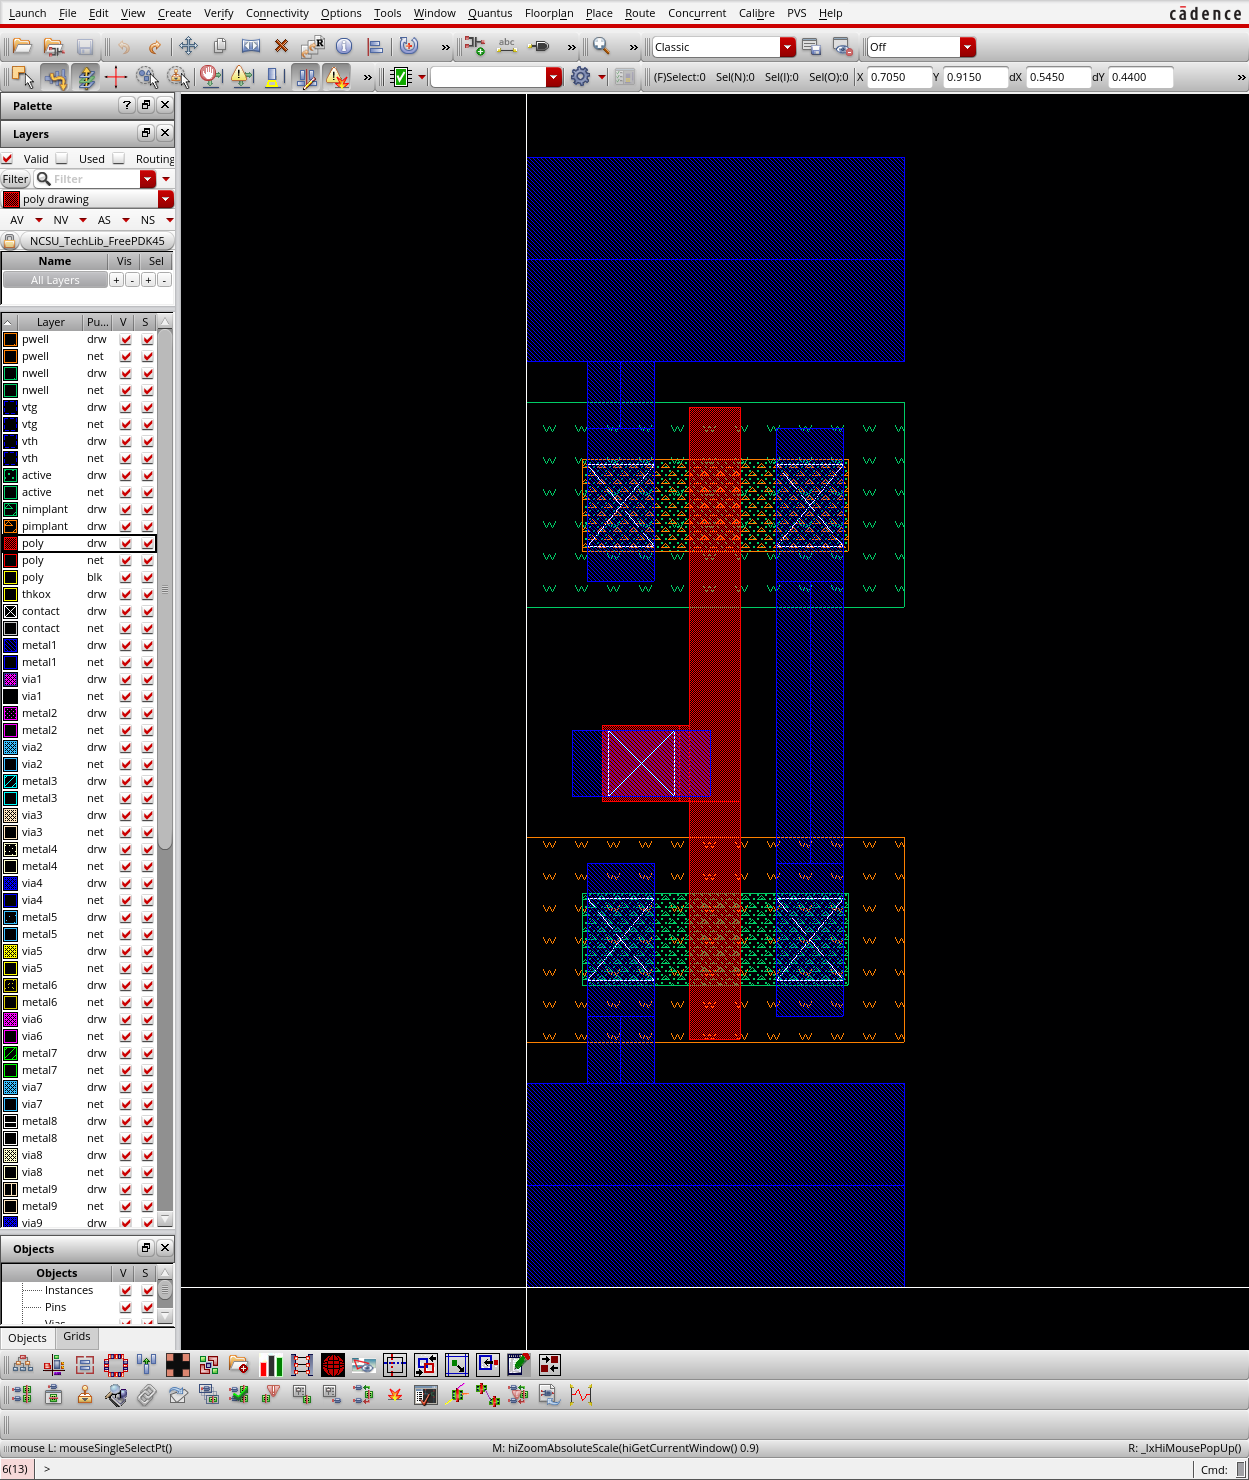 Launch File Edit View Create Verify Connectivity Options Tools Window Quantus Floorplan Place Route Concurrent Calibre PVS Help cādence
» abc » » Classic Off
» (F)Select:0 Sel(N):0 Sel(I):0 Sel(O):0 X 0.7050 Y 0.9150 dX 0.5450 dY 0.4400 »
Palette ?
Layers
Valid Used Routing
Filter Filter
poly drawing
AV NV AS NS
NCSU_TechLib_FreePDK45
Name Vis Sel
All Layers + - + -
Layer Pu... V S
pwell drw
pwell net
nwell drw
nwell net
vtg drw
vtg net
vth drw
vth net
active drw
active net
nimplant drw
pimplant drw
poly drw
poly net
poly blk
thkox drw
contact drw
contact net
metal1 drw
metal1 net
via1 drw
via1 net
metal2 drw
metal2 net
via2 drw
via2 net
metal3 drw
metal3 net
via3 drw
via3 net
metal4 drw
metal4 net
via4 drw
via4 net
metal5 drw
metal5 net
via5 drw
via5 net
metal6 drw
metal6 net
via6 drw
via6 net
metal7 drw
metal7 net
via7 drw
via7 net
metal8 drw
metal8 net
via8 drw
via8 net
metal9 drw
metal9 net
via9 drw
Objects
Objects V S
Instances
Pins
Vias
Objects Grids
mouse L: mouseSingleSelectPt() M: hiZoomAbsoluteScale(hiGetCurrentWindow() 0.9) R: _lxHiMousePopUp()
6(13) > Cmd: